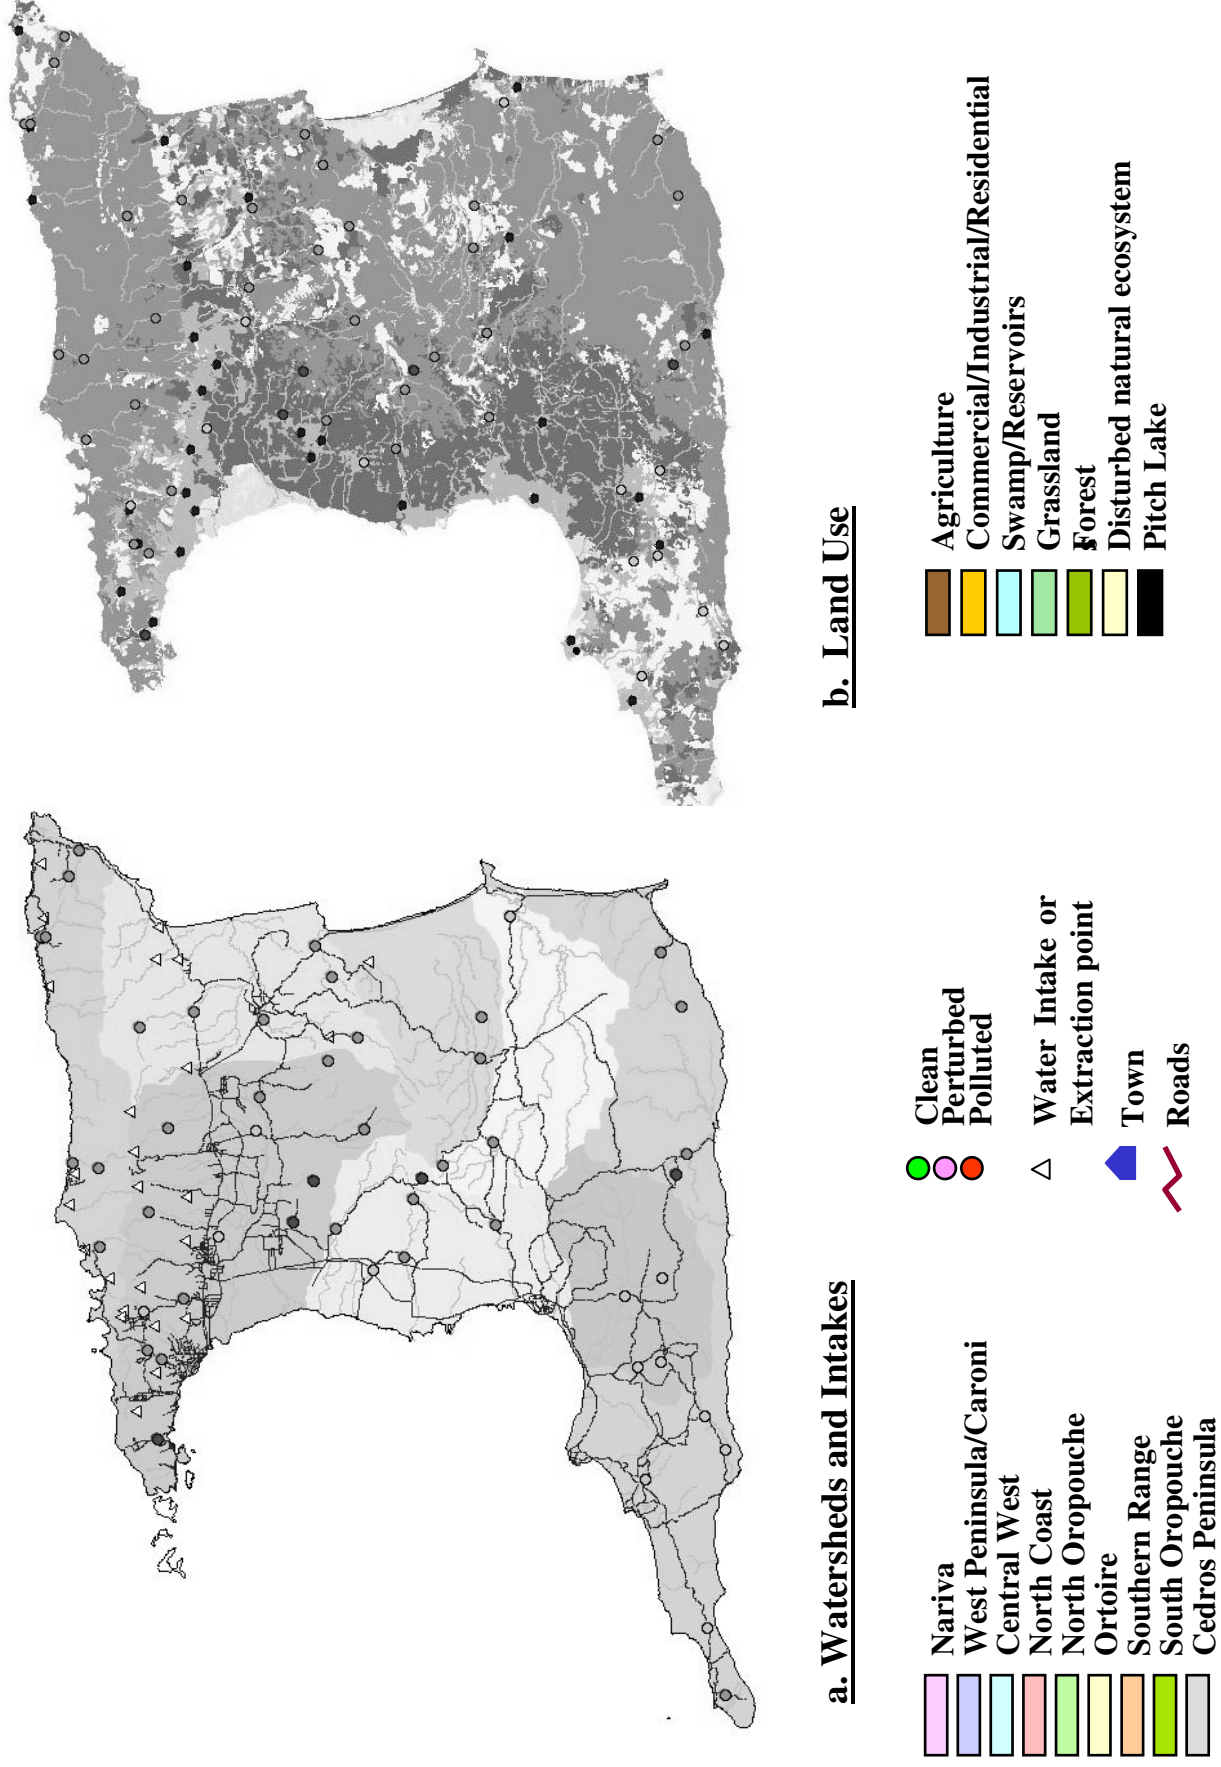 a. Watersheds and Intakes
Nariva
West Peninsula/Caroni
Central West
North Coast
North Oropouche
Ortoire
Southern Range
South Oropouche
Cedros Peninsula
Clean
Perturbed
Polluted
Water Intake or
Extraction point
Town
Roads
b. Land Use
Agriculture
Commercial/Industrial/Residential
Swamp/Reservoirs
Grassland
Forest
s
Disturbed natural ecosystem
Pitch Lake